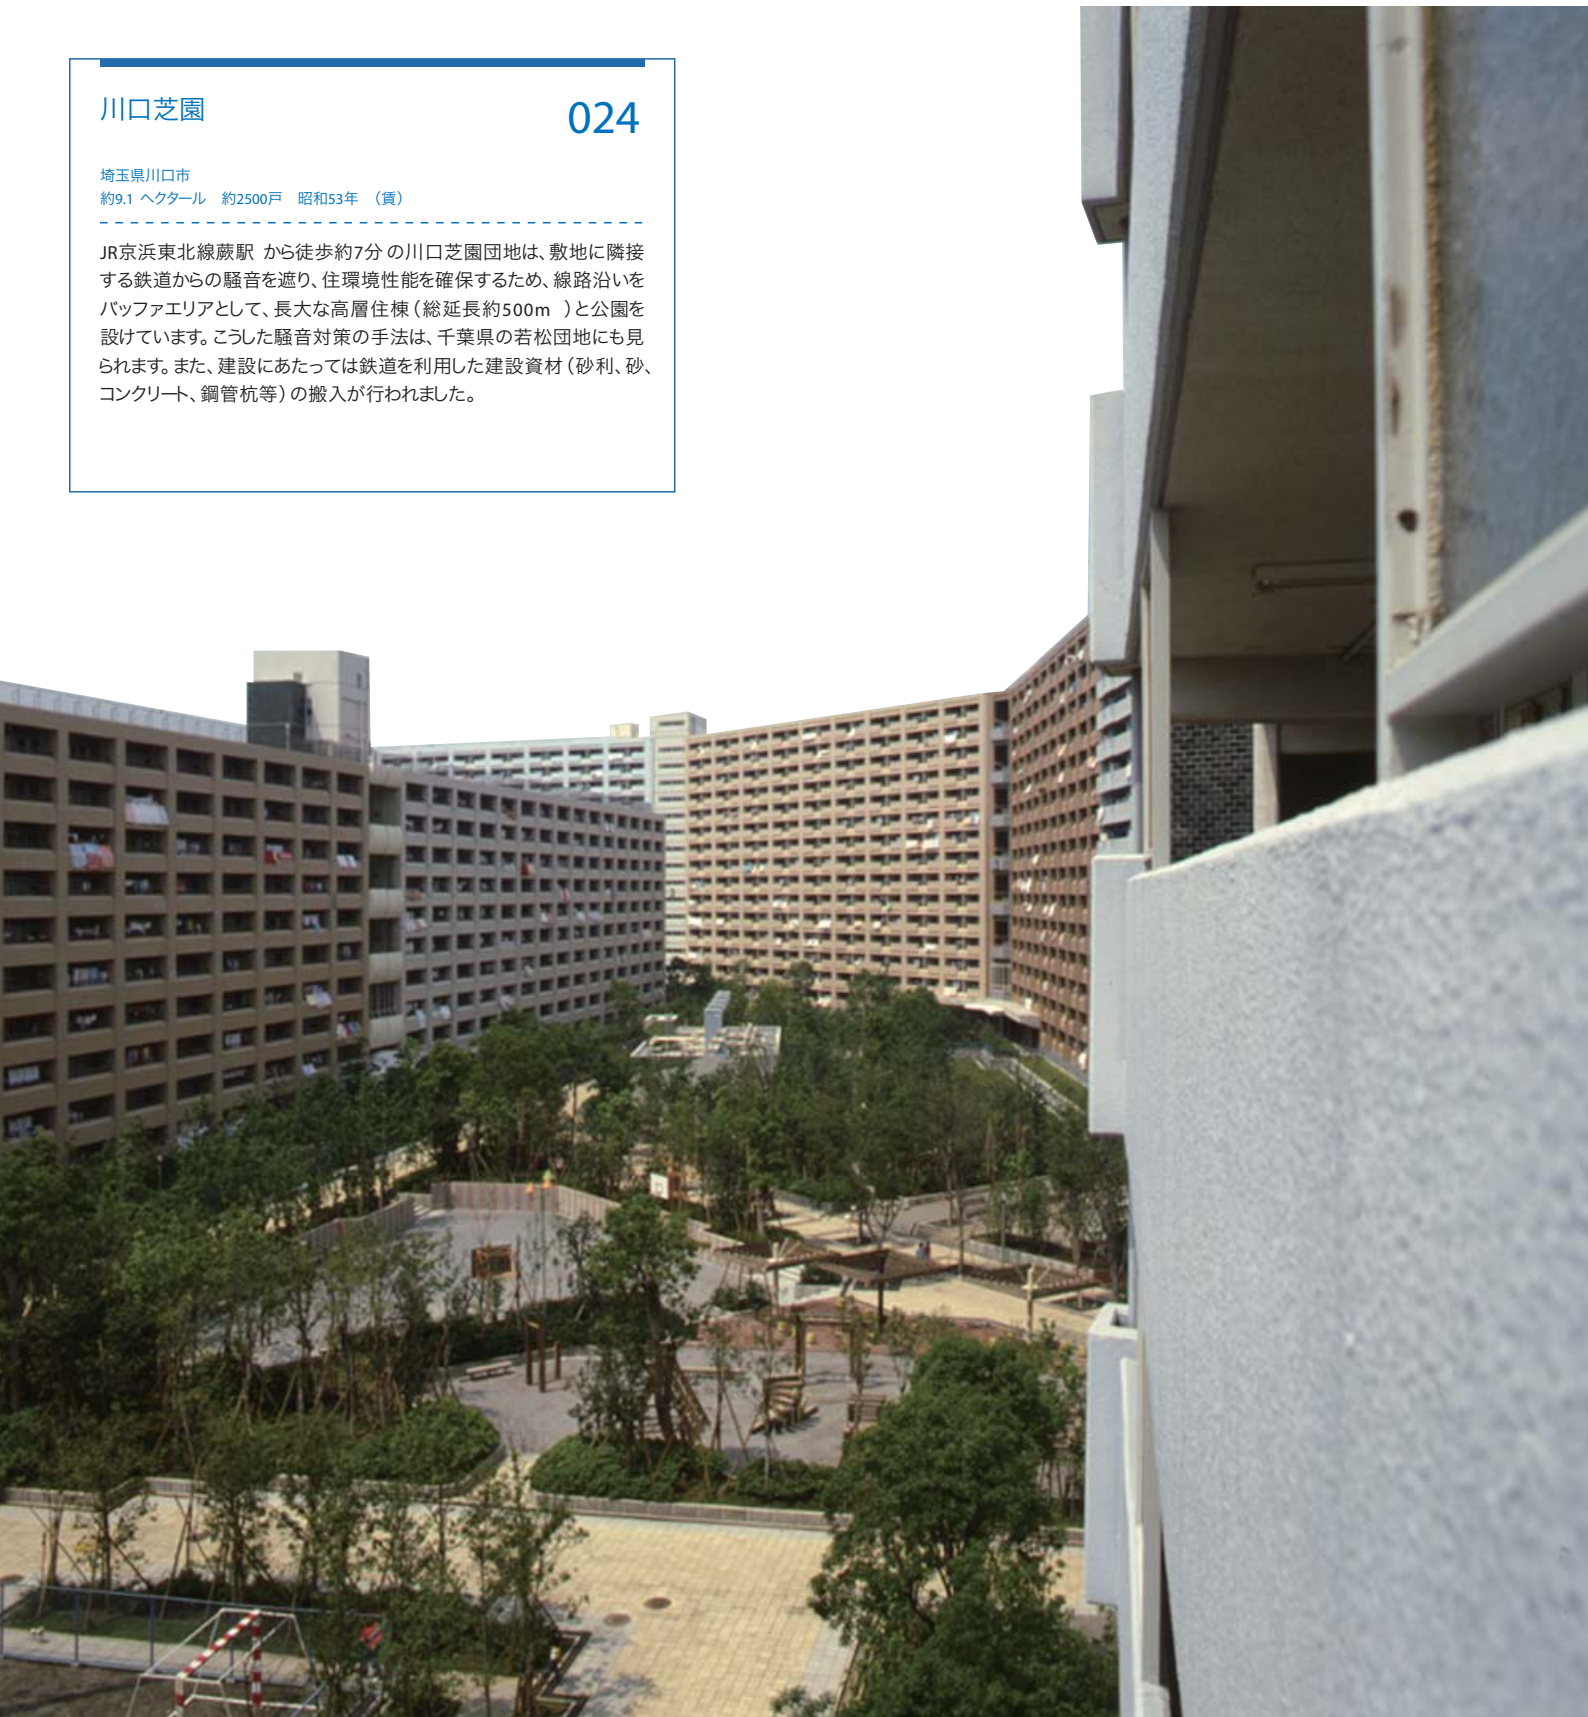 川口芝園
024
埼玉県川口市
約9.1 ヘクタール　約2500戸　昭和53年　（賃）
JR京浜東北線蕨駅 から徒歩約7分 の川口芝園団地は、敷地に隣接
する鉄道からの騒音を遮り、住環境性能を確保するため、線路沿いを
バッファエリアとして、長大な高層住棟（総延長約500m ）と公園を
設けています。こうした騒音対策の手法は、千葉県の若松団地にも見
られます。また、建設にあたっては鉄道を利用した建設資材（砂利、砂、
コンクリート、鋼管杭等）の搬入が行われました。